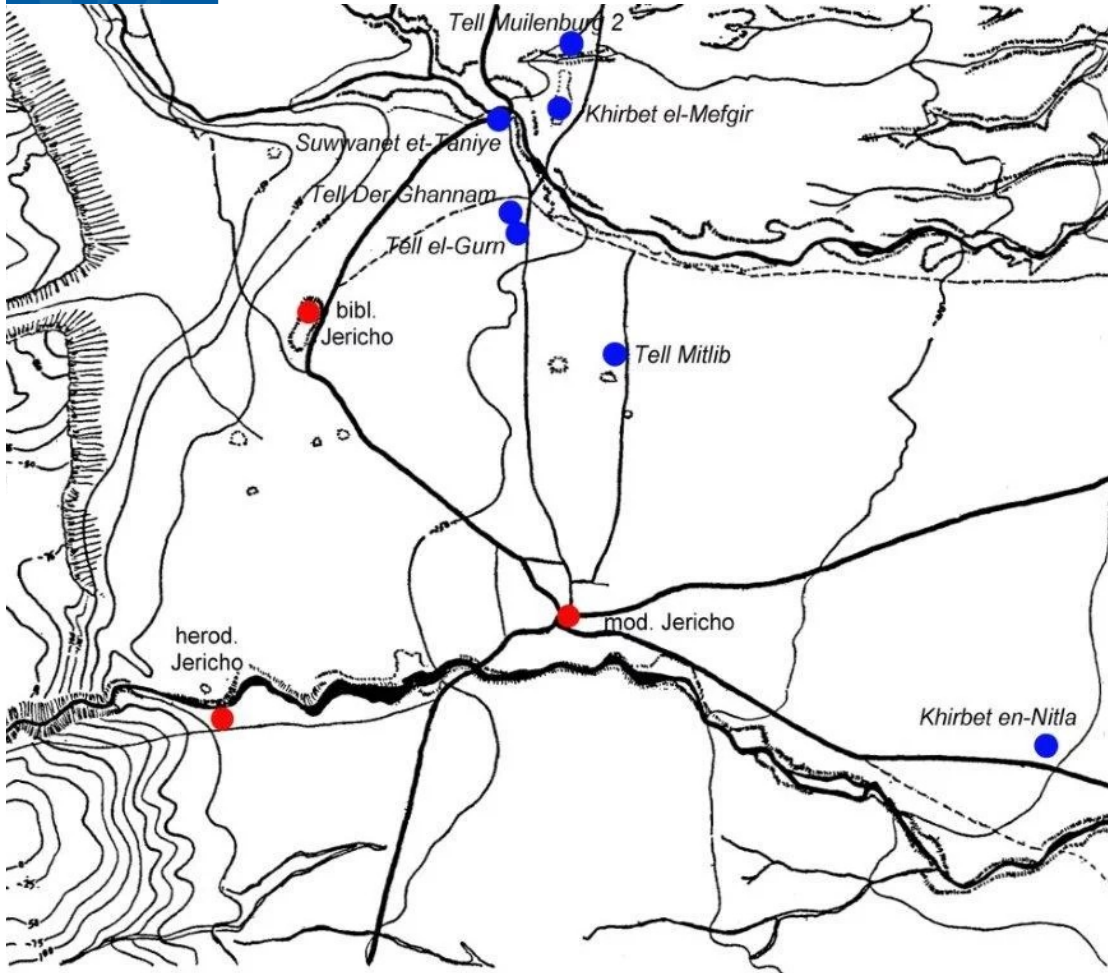 Tell Muilenburg 2
Khirbet el-Mefgir
Suwwanet et-Taniye
Tell Der Ghannam
Tell el-Gurn
bibl.
Jericho
Tell Mitlib
mod. Jericho
herod.
Jericho
Khirbet en-Nitla